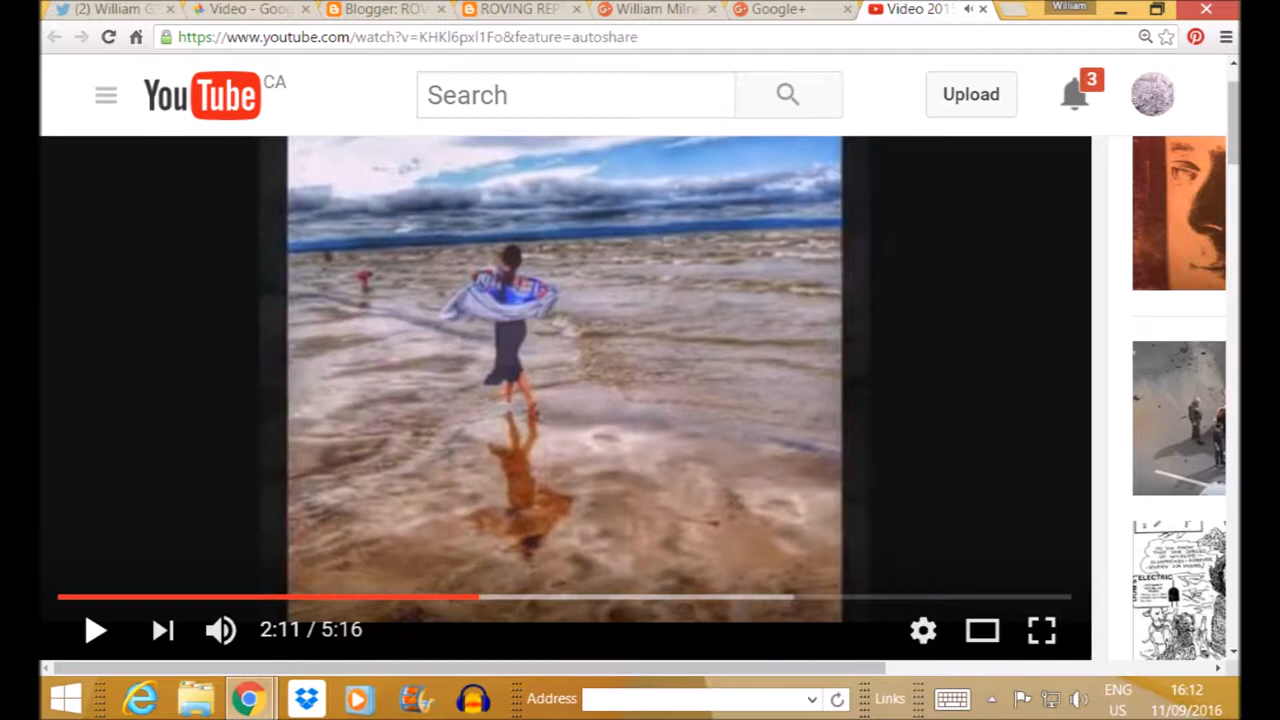 William
(2) William G
Video - Goo
Blogger: ROV
ROVING REP
William Miln
Google+
Video 201
https://www.youtube.com/watch?v=KHKl6pxl1Fo&feature=autoshare
YouTube CA
Search
Upload
3
ELECTRIC
2:11 / 5:16
Address
Links
ENG
US
16:12
11/09/2016